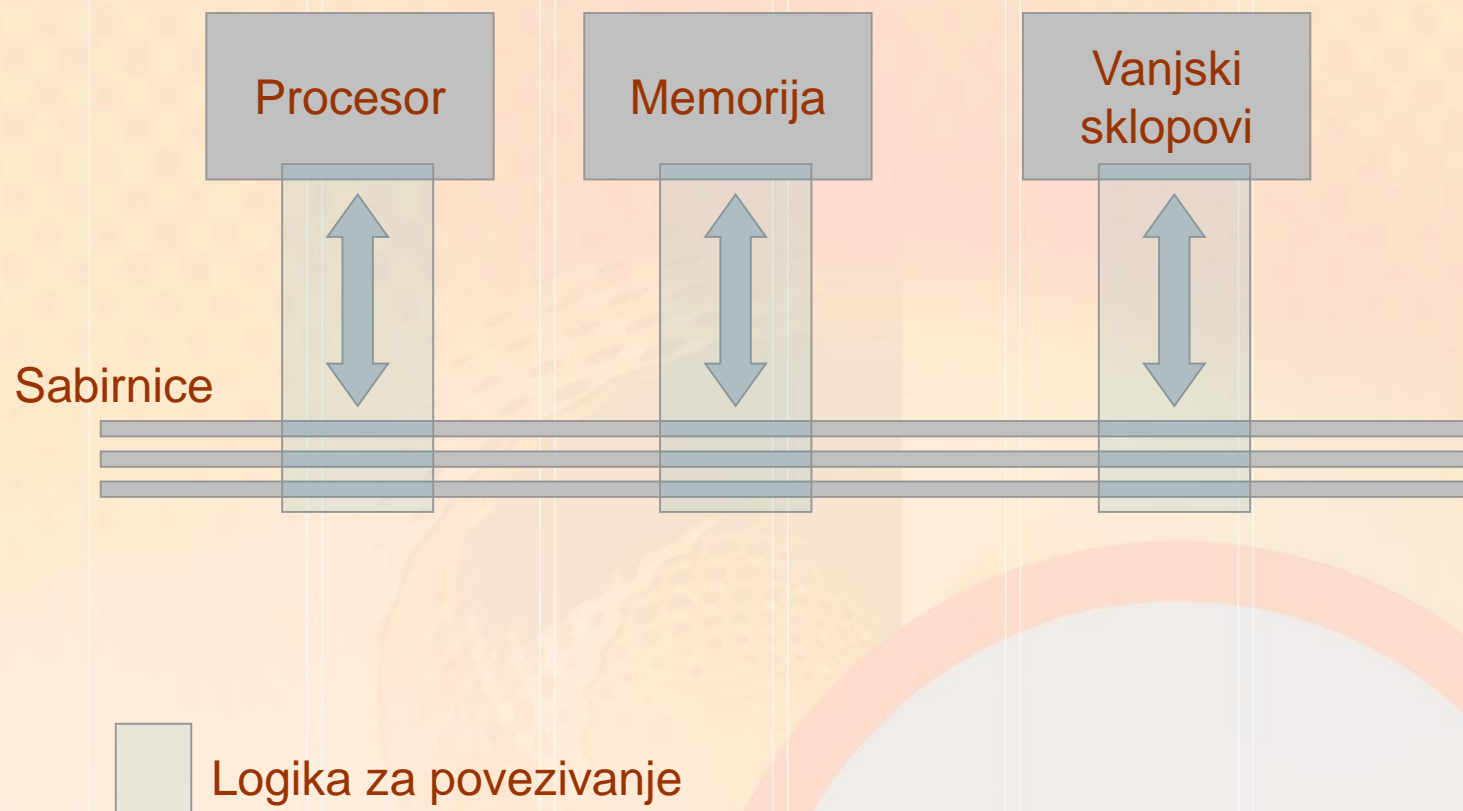 Procesor
Memorija
Vanjski
sklopovi
Sabirnice
Logika za povezivanje